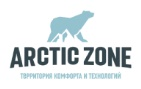 ARCTIC ZONE
ТЕРРИТОРИЯ КОМФОРТА И ТЕХНОЛОГИЙ